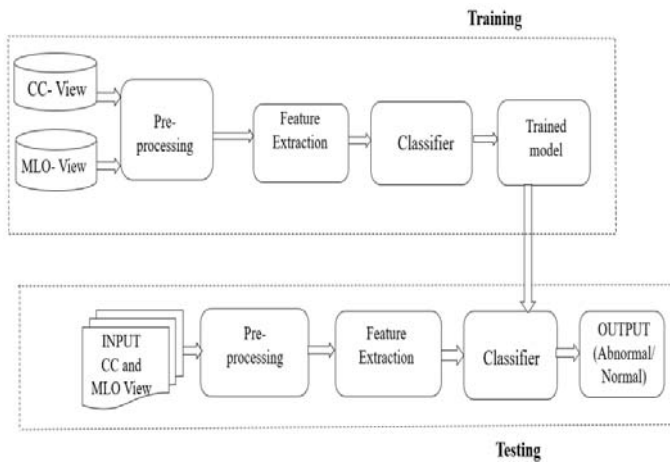 Training
CC- View
MLO- View
Pre-
processing
Feature
Extraction
Classifier
Trained
model
INPUT
CC and
MLO View
Pre-
processing
Feature
Extraction
Classifier
OUTPUT
(Abnormal/
Normal)
Testing